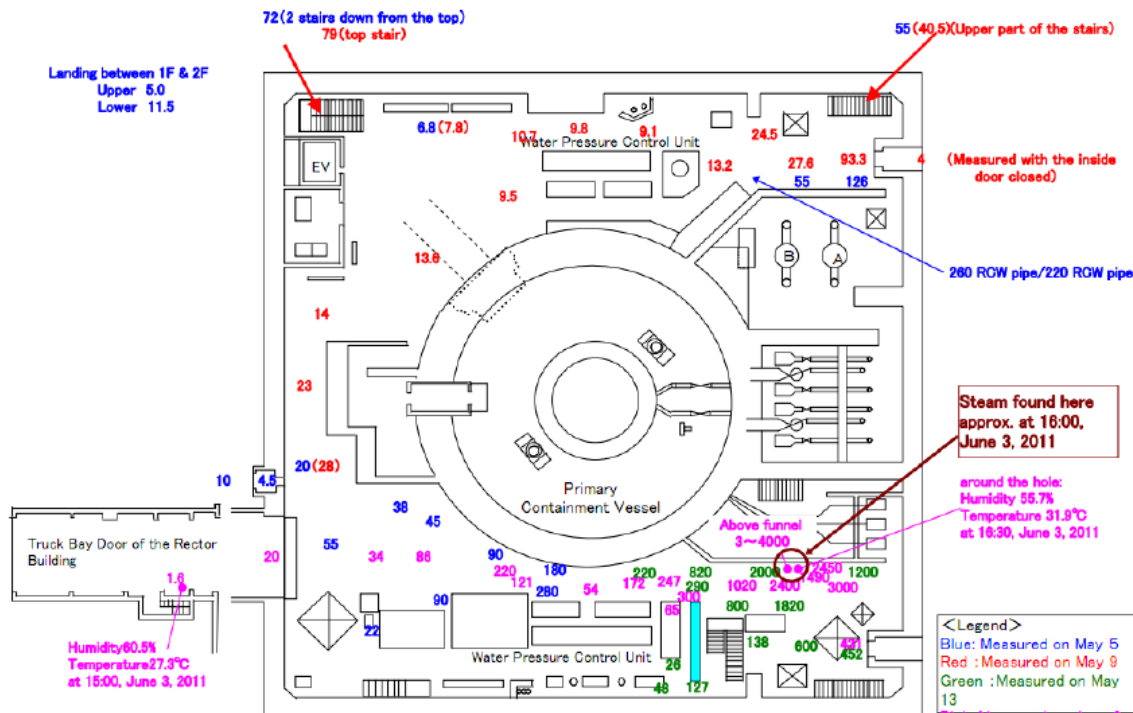 72(2 stairs down from the top)
79(top stair)
55(40.5)(Upper part of the stairs)
Landing between 1F & 2F
Upper 5.0
Lower 11.5
6.8(7.8)
10.7
9.8
9.1
24.5
Water Pressure Control Unit
EV
13.2
27.6
93.3
4
(Measured with the inside
door closed)
55
126
9.5
13.6
B
A
260 RCW pipe/220 RCW pipe
14
23
Steam found here
approx. at 16:00,
June 3, 2011
20(28)
10
4.5
around the hole:
Humidity 55.7%
Temperature 31.9℃
at 16:30, June 3, 2011
Primary
Containment Vessel
38
45
Above funnel
3～4000
Truck Bay Door of the Rector
Building
20
55
34
86
90
220
121
180
280
54
172
220
247
820
290
300
65
1020
2000
2400
2450
490
3000
1200
1.6
90
22
800
1820
138
600
431
452
Water Pressure Control Unit
26
48
127
Humidity60.5%
Temperature27.3℃
at 15:00, June 3, 2011
<Legend>
Blue: Measured on May 5
Red :Measured on May 9
Green :Measured on May
13